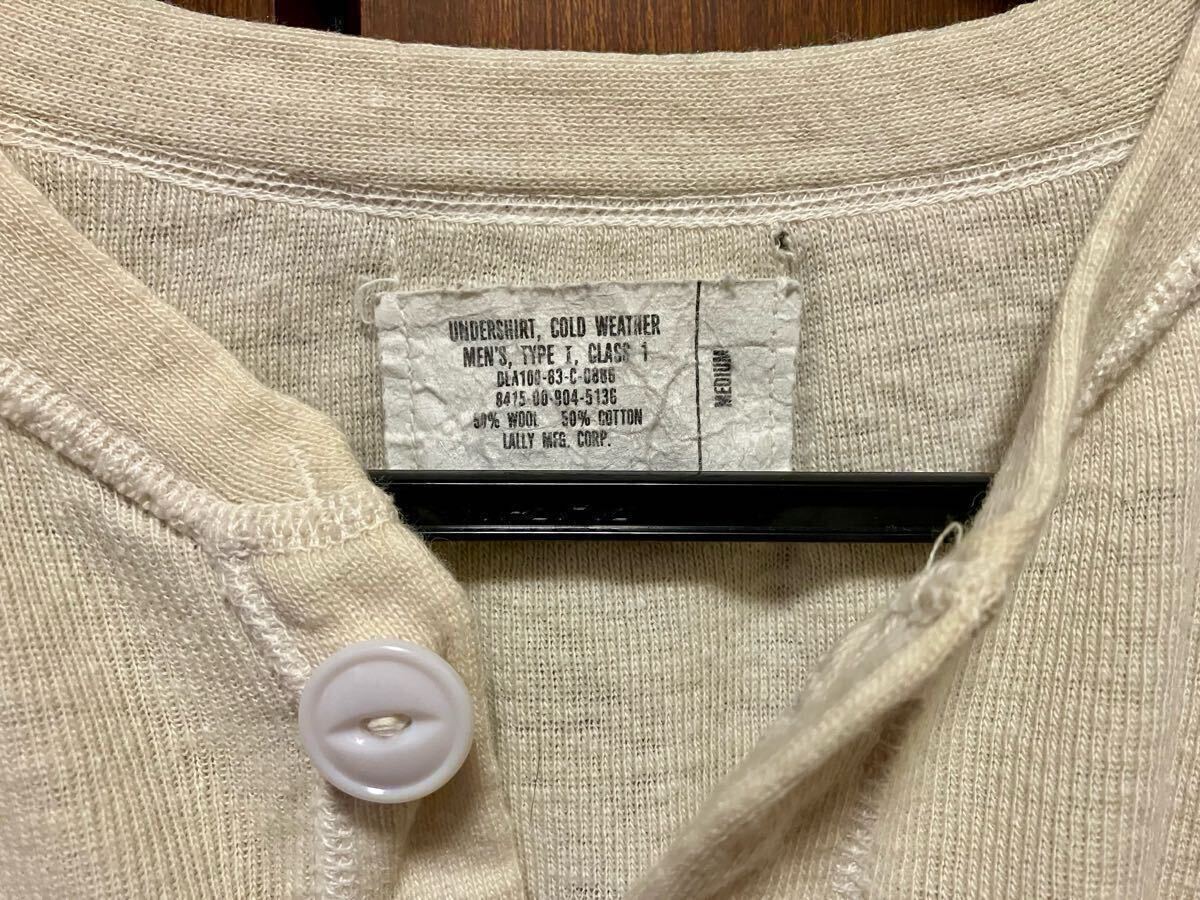 UNDERSHIRT, COLD WEATHER
MEN'S, TYPE I, CLASS 1
DLA100-83-C-0886
8415-00-904-5136
50% WOOL 50% COTTON
LALLY MFG. CORP.
MEDIUM